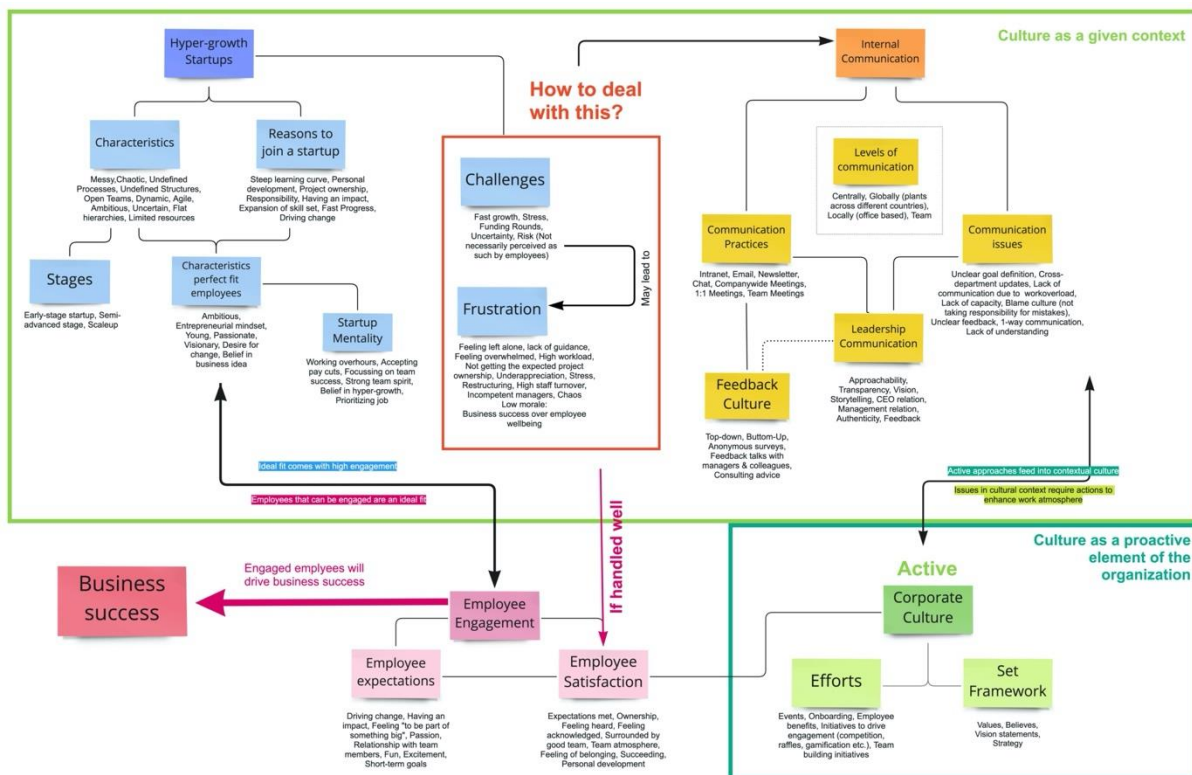 Culture as a given context
Hyper-growth
Startups
Internal
Communication
How to deal
with this?
Characteristics
Messy,Chaotic, Undefined
Processes, Undefined Structures,
Open Teams, Dynamic, Agile,
Ambitious, Uncertain, Flat
hierarchies, Limited resources
Reasons to
join a startup
Steep learning curve, Personal
development, Project ownership,
Responsibility, Having an impact,
Expansion of skill set, Fast Progress,
Driving change
Challenges
Fast growth, Stress,
Funding Rounds,
Uncertainty, Risk (Not
necessarily perceived as
such by employees)
May lead to
Frustration
Feeling left alone, lack of guidance,
Feeling overwhelmed, High workload,
Not getting the expected project
ownership, Underappreciation, Stress,
Restructuring, High staff turnover,
Incompetent managers, Chaos
Low morale:
Business success over employee
wellbeing
Levels of
communication
Centrally, Globally (plants
across different countries),
Locally (office based), Team
Communication
Practices
Intranet, Email, Newsletter,
Chat, Companywide Meetings,
1:1 Meetings, Team Meetings
Communication
issues
Unclear goal definition, Cross-
department updates, Lack of
communication due to workoverload,
Lack of capacity, Blame culture (not
taking responsibility for mistakes),
Unclear feedback, 1-way communication,
Lack of understanding
Stages
Early-stage startup, Semi-
advanced stage, Scaleup
Characteristics
perfect fit
employees
Ambitious,
Entrepreneurial mindset,
Young, Passionate,
Visionary, Desire for
change, Belief in
business idea
Startup
Mentality
Working overhours, Accepting
pay cuts, Focussing on team
success, Strong team spirit,
Belief in hyper-growth,
Prioritizing job
Leadership
Communication
Approachability,
Transparency, Vision,
Storytelling, CEO relation,
Management relation,
Authenticity, Feedback
Feedback
Culture
Top-down, Buttom-Up,
Anonymous surveys,
Feedback talks with
managers & colleagues,
Consulting advice
Ideal fit comes with high engagement
Employees that can be engaged are an ideal fit
Active approaches feed into contextual culture
Issues in cultural context require actions to
enhance work atmosphere
If handled well
Culture as a proactive
element of the
organization
Business
success
Engaged emplyees will
drive business success
Employee
Engagement
Employee
expectations
Driving change, Having an
impact, Feeling "to be part of
something big", Passion,
Relationship with team
members, Fun, Excitement,
Short-term goals
Employee
Satisfaction
Expectations met, Ownership,
Feeling heard, Feeling
acknowledged, Surrounded by
good team, Team atmosphere,
Feeling of belonging, Succeeding,
Personal development
Active
Corporate
Culture
Efforts
Events, Onboarding, Employee
benefits, Initiatives to drive
engagement (competition,
raffles, gamification etc.), Team
building initiatives
Set
Framework
Values, Believes,
Vision statements,
Strategy